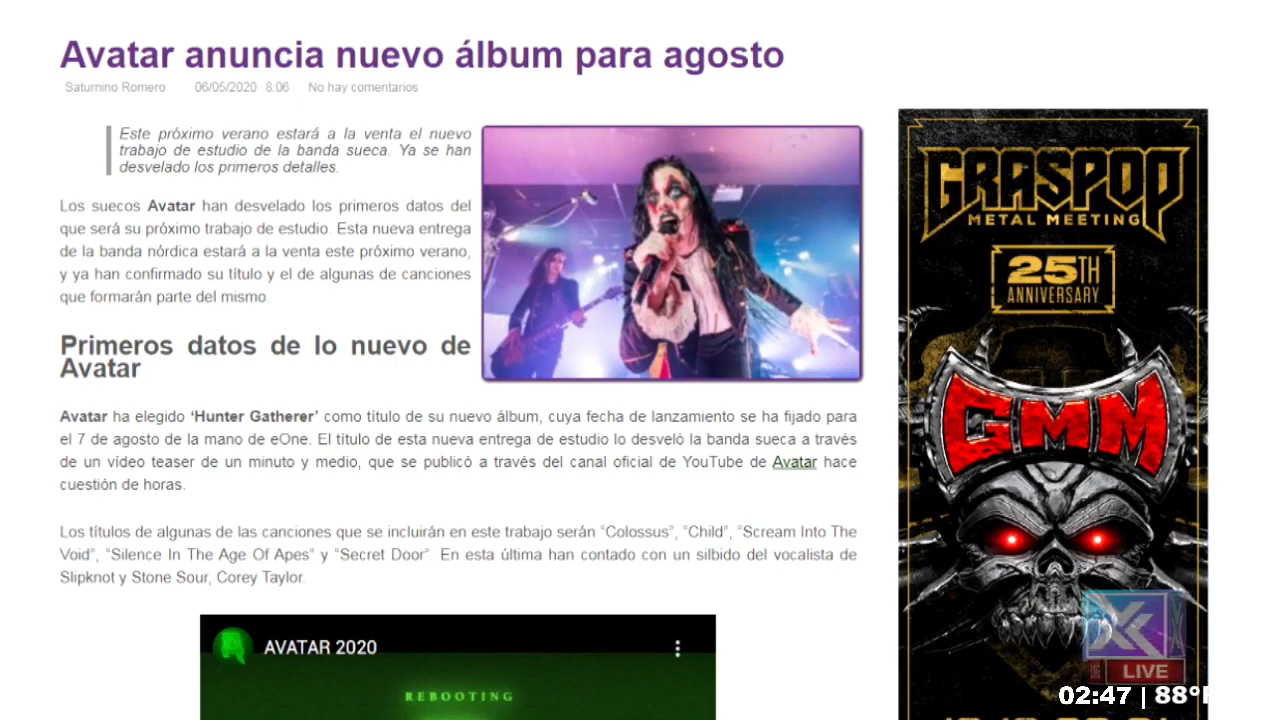 Avatar anuncia nuevo álbum para agosto
Saturnino Romero 06/05/2020 8:06 No hay comentarios
Este próximo verano estará a la venta el nuevo
trabajo de estudio de la banda sueca. Ya se han
desvelado los primeros detalles.
Los suecos Avatar han desvelado los primeros datos del
que será su próximo trabajo de estudio. Esta nueva entrega
de la banda nórdica estará a la venta este próximo verano,
y ya han confirmado su título y el de algunas de canciones
que formarán parte del mismo.
Primeros datos de lo nuevo de
Avatar
Avatar ha elegido ‘Hunter Gatherer’ como título de su nuevo álbum, cuya fecha de lanzamiento se ha fijado para
el 7 de agosto de la mano de eOne. El título de esta nueva entrega de estudio lo desveló la banda sueca a través
de un vídeo teaser de un minuto y medio, que se publicó a través del canal oficial de YouTube de Avatar hace
cuestión de horas.
Los títulos de algunas de las canciones que se incluirán en este trabajo serán “Colossus”, “Child”, “Scream Into The
Void”, “Silence In The Age Of Apes” y “Secret Door”. En esta última han contado con un silbido del vocalista de
Slipknot y Stone Sour, Corey Taylor.
AVATAR 2020
REBOOTING
GRASPOP
METAL MEETING
25TH
ANNIVERSARY
GMM
LIVE
02:47 | 88°F